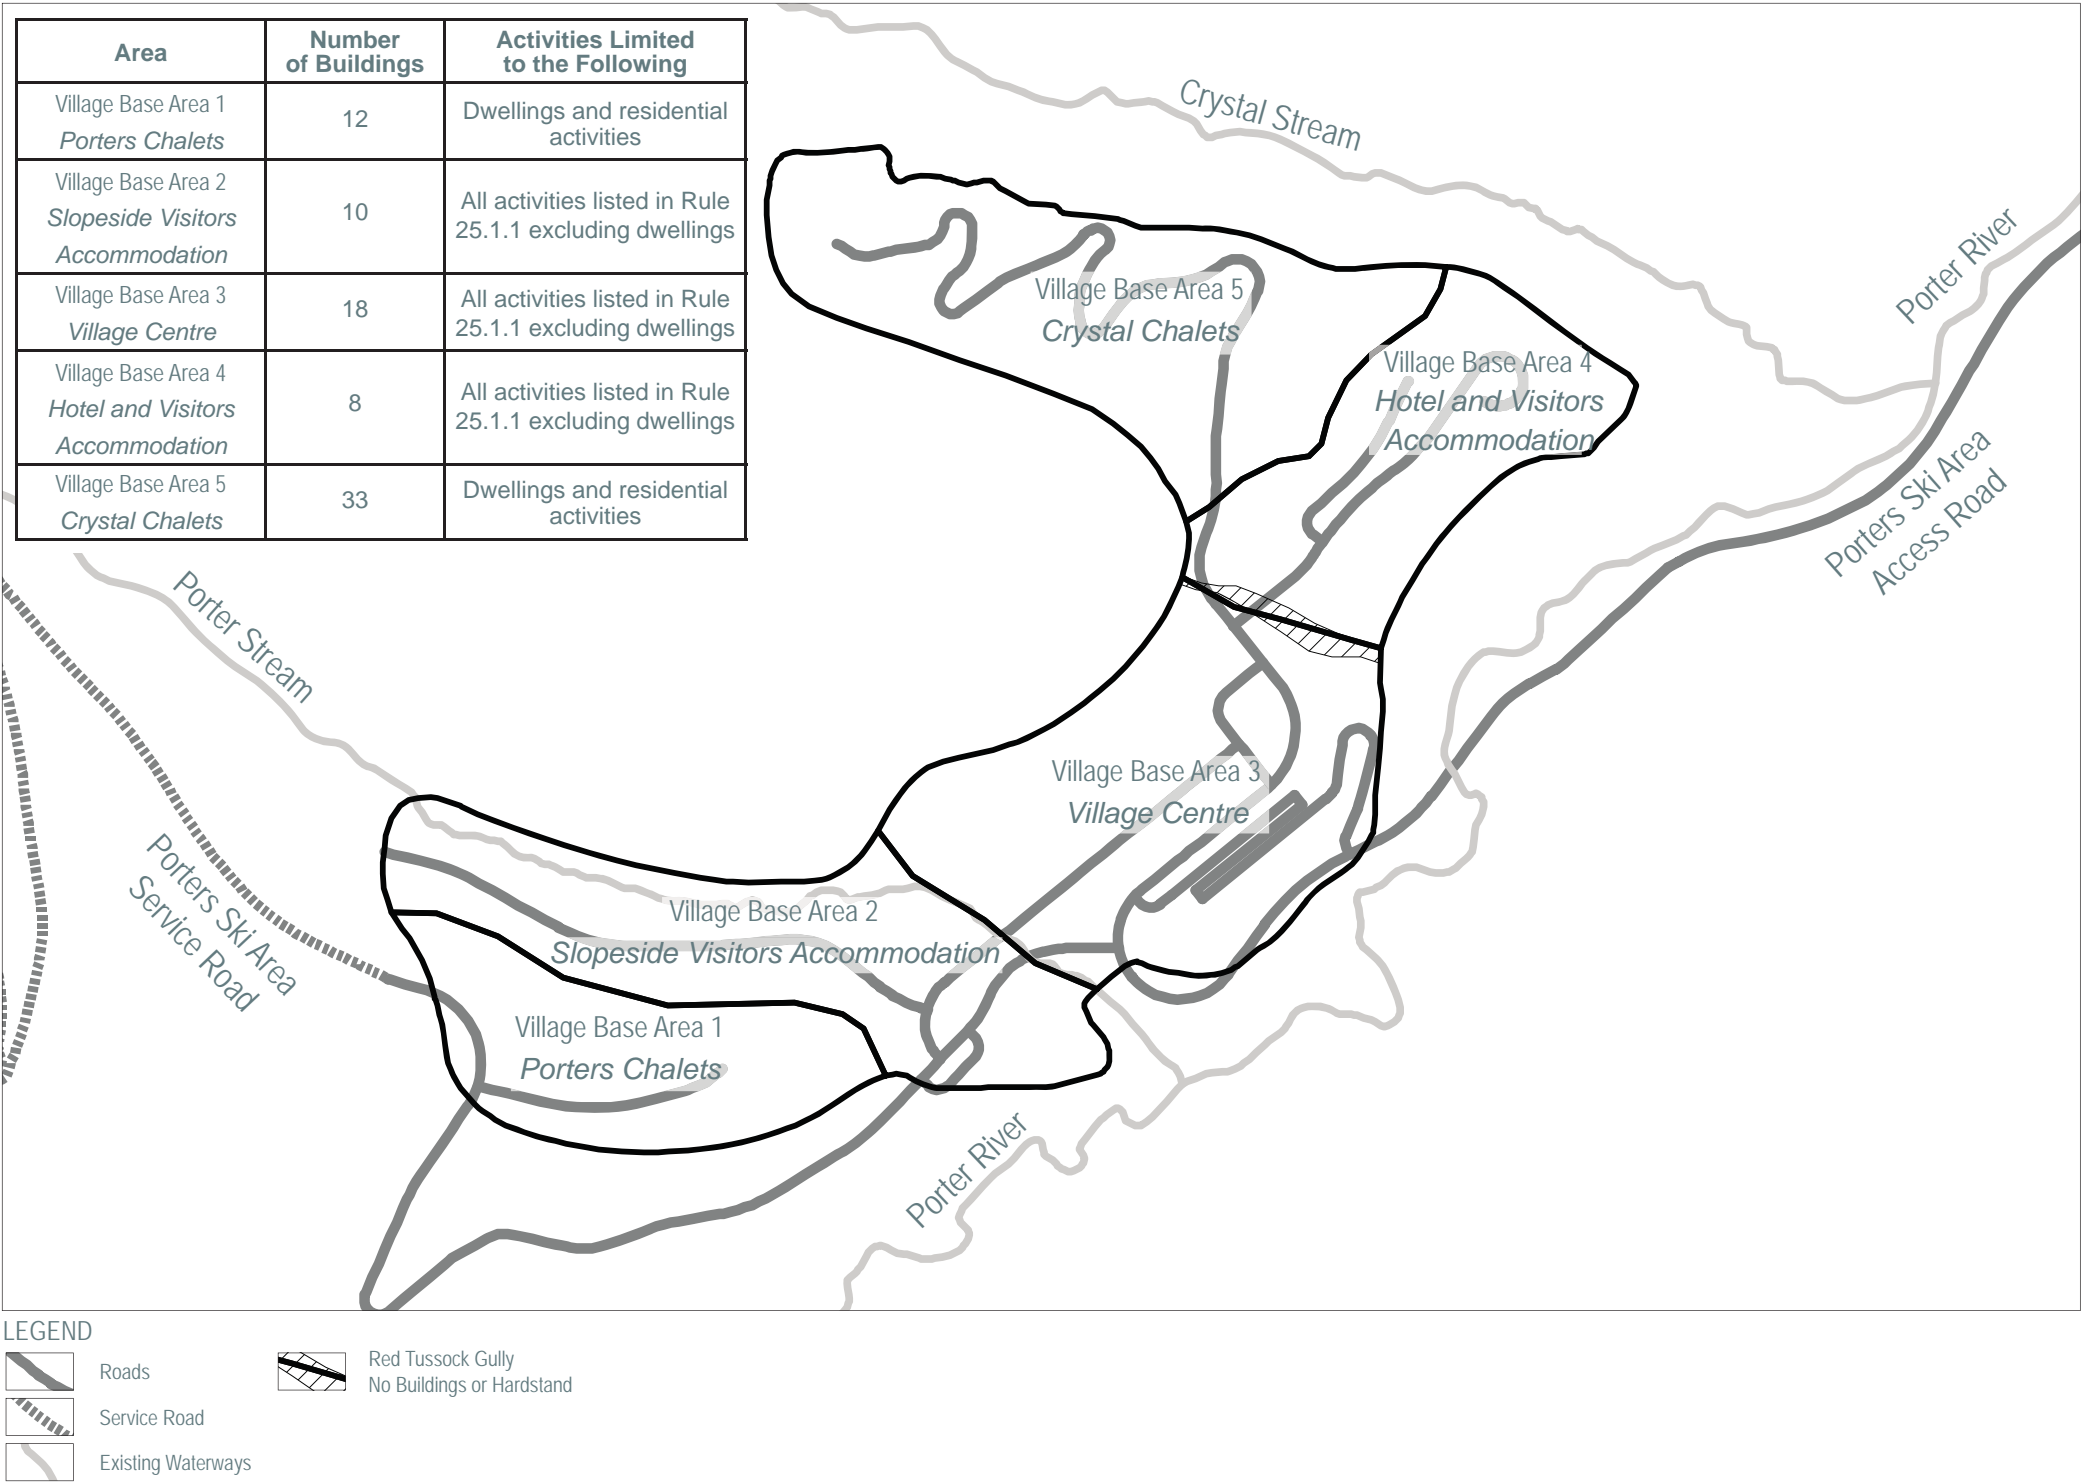 Area
Number
of Buildings
Activities Limited
to the Following
Village Base Area 1
Porters Chalets
12
Dwellings and residential
activities
Village Base Area 2
Slopeside Visitors
Accommodation
10
All activities listed in Rule
25.1.1 excluding dwellings
Village Base Area 3
Village Centre
18
All activities listed in Rule
25.1.1 excluding dwellings
Village Base Area 4
Hotel and Visitors
Accommodation
8
All activities listed in Rule
25.1.1 excluding dwellings
Village Base Area 5
Crystal Chalets
33
Dwellings and residential
activities
Crystal Stream
Porter River
Village Base Area 5
Crystal Chalets
Village Base Area 4
Hotel and Visitors
Accommodation
Porters Ski Area
Access Road
Porter Stream
Village Base Area 3
Village Centre
Porters Ski Area
Service Road
Village Base Area 2
Slopeside Visitors Accommodation
Village Base Area 1
Porters Chalets
Porter River
LEGEND
Roads
Service Road
Existing Waterways
Red Tussock Gully
No Buildings or Hardstand